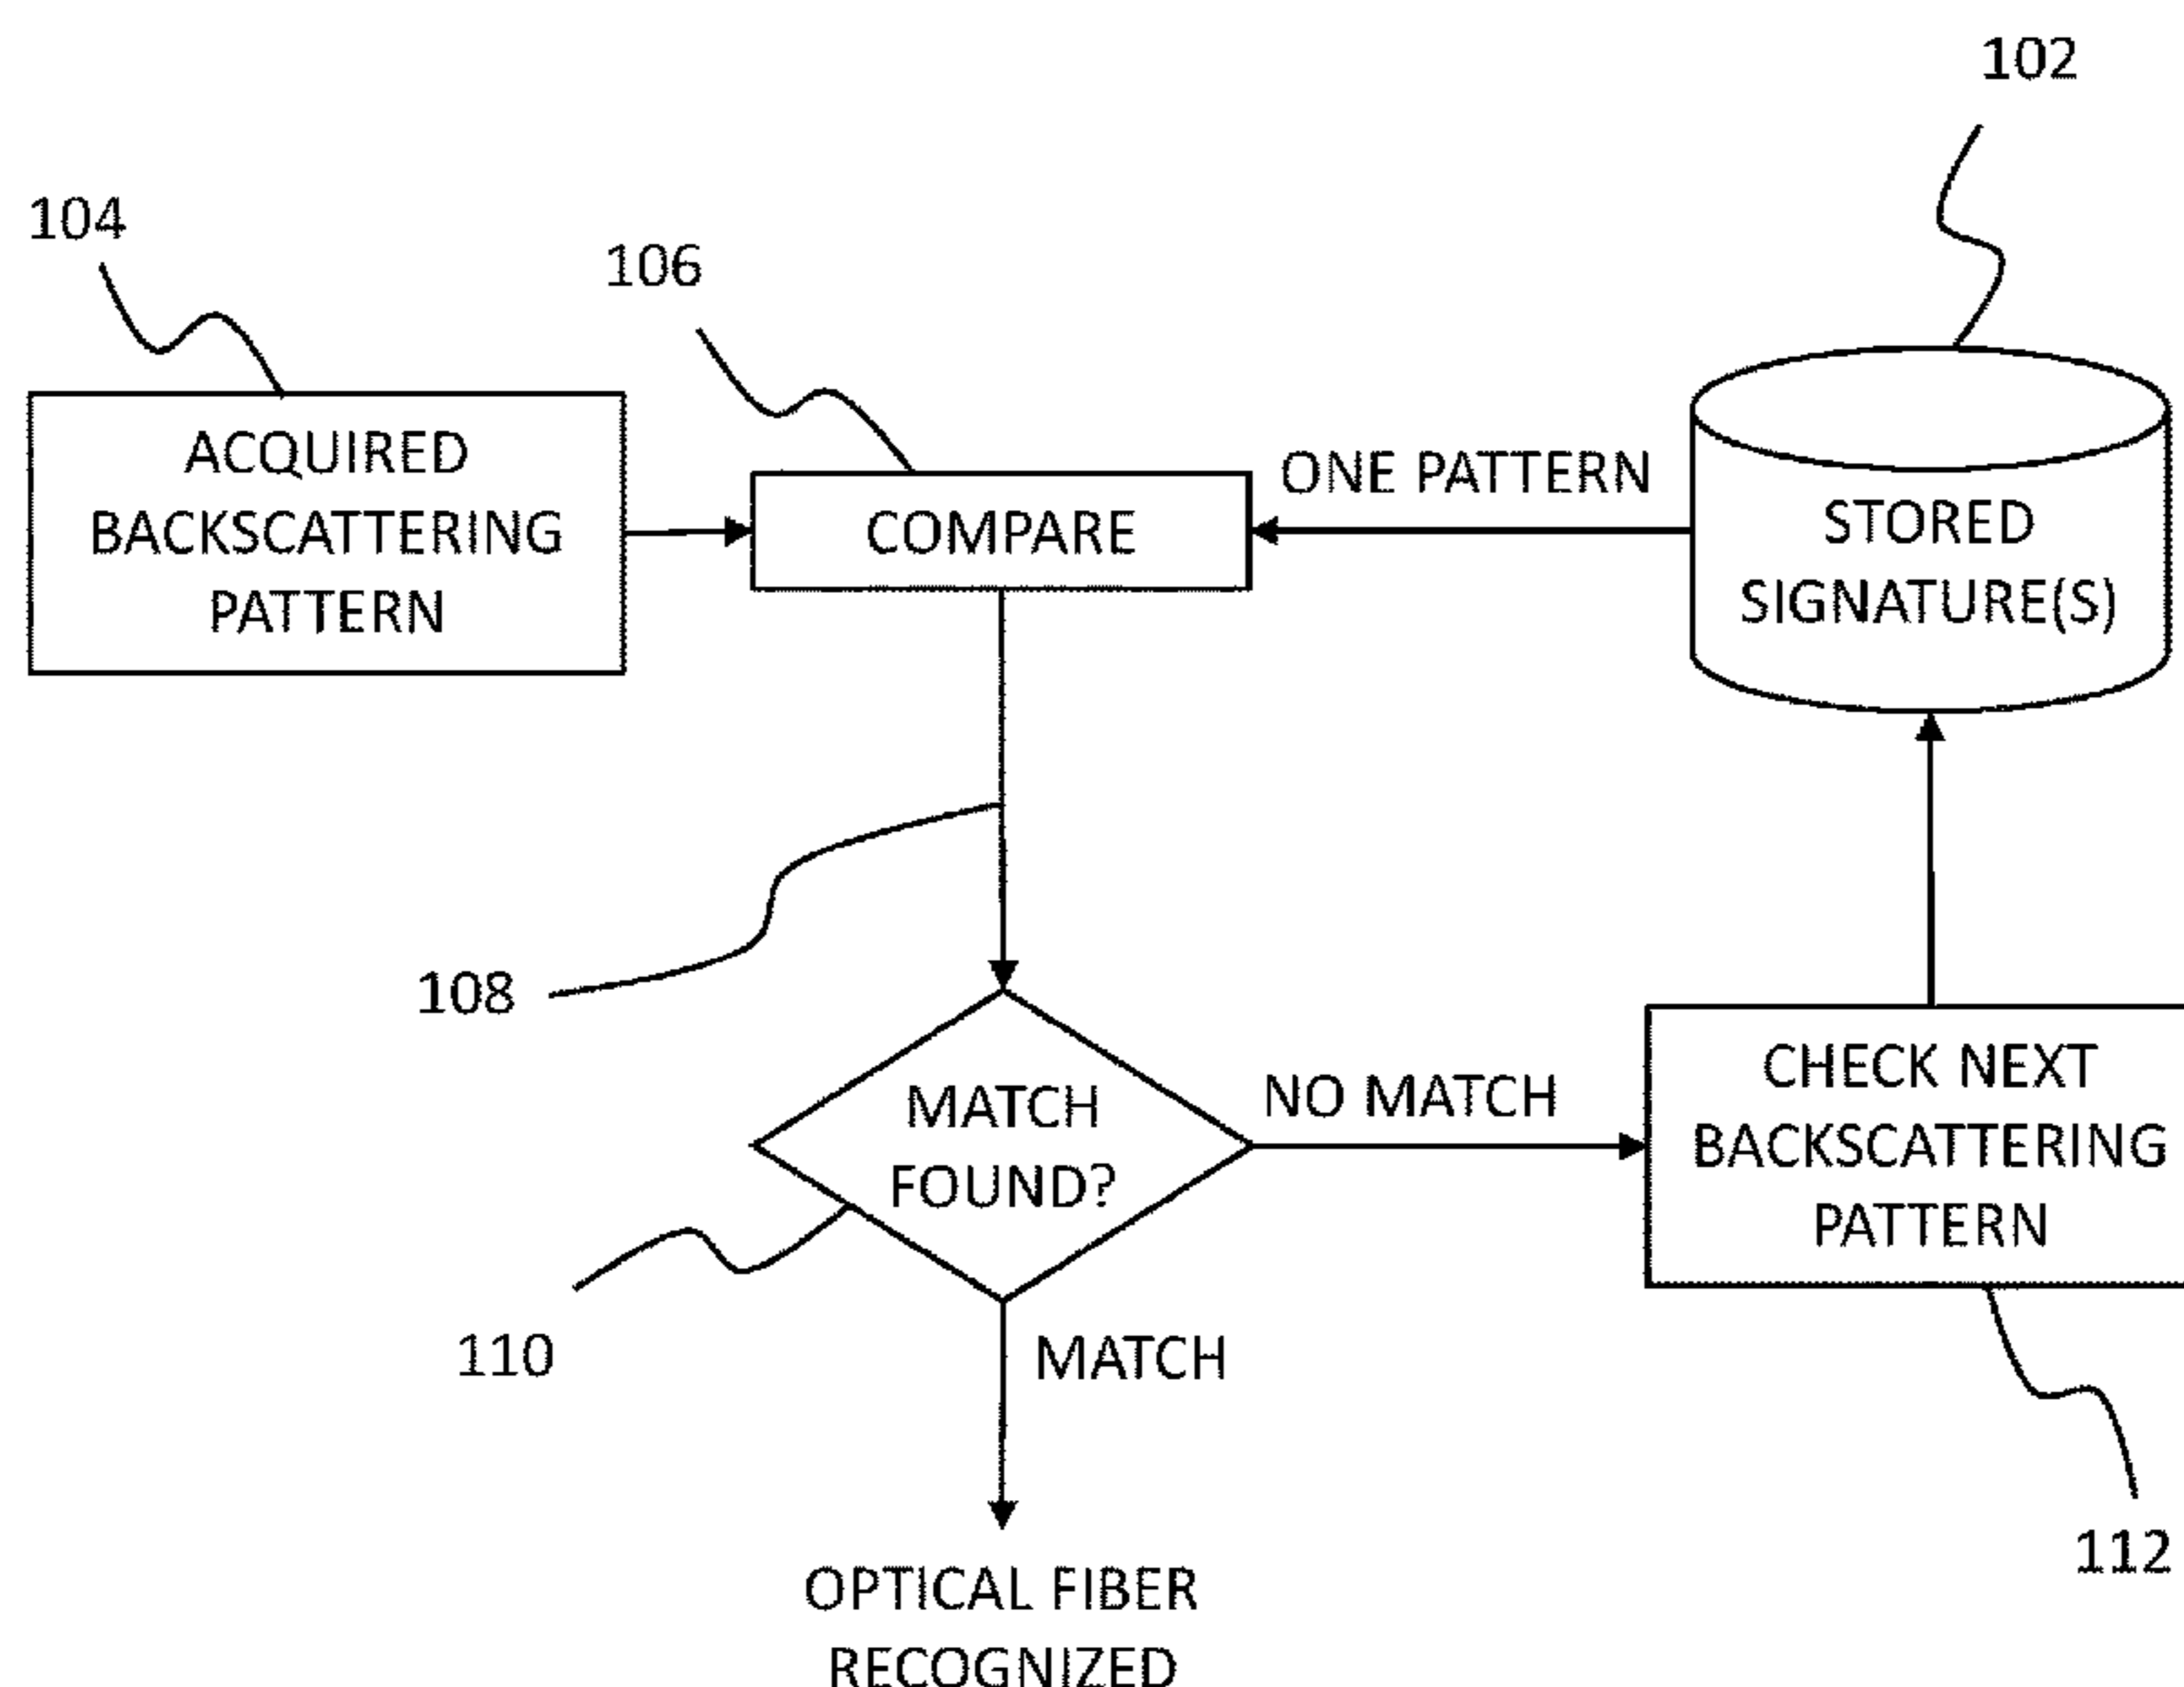 102
104
106
ACQUIRED
BACKSCATTERING
PATTERN
COMPARE
ONE PATTERN
STORED
SIGNATURE(S)
108
MATCH
FOUND?
NO MATCH
CHECK NEXT
BACKSCATTERING
PATTERN
110
MATCH
112
OPTICAL FIBER
RECOGNIZED